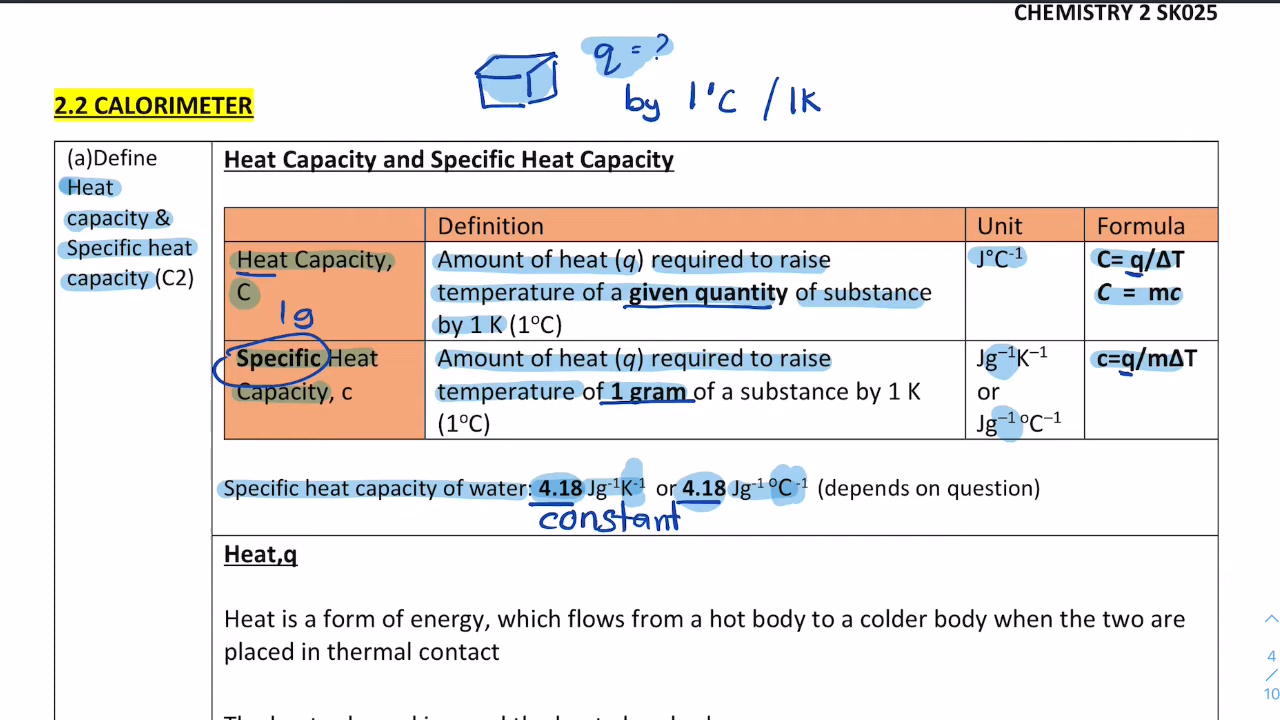 CHEMISTRY 2 SK025
q = ?
by 1°C / 1K
2.2 CALORIMETER
(a)Define
Heat
capacity &
Specific heat
capacity (C2)
Heat Capacity and Specific Heat Capacity
Definition
Unit
Formula
Heat Capacity,
C
Amount of heat (q) required to raise
temperature of a given quantity of substance
by 1 K (1°C)
J°C⁻¹
C= q/ΔT
C = mc
1g
Specific Heat
Capacity, c
Amount of heat (q) required to raise
temperature of 1 gram of a substance by 1 K
(1°C)
Jg⁻¹K⁻¹
or
Jg⁻¹ °C⁻¹
c=q/mΔT
Specific heat capacity of water: 4.18 Jg⁻¹K⁻¹ or 4.18 Jg⁻¹ °C⁻¹ (depends on question)
constant
Heat,q
Heat is a form of energy, which flows from a hot body to a colder body when the two are
placed in thermal contact
4
/
10